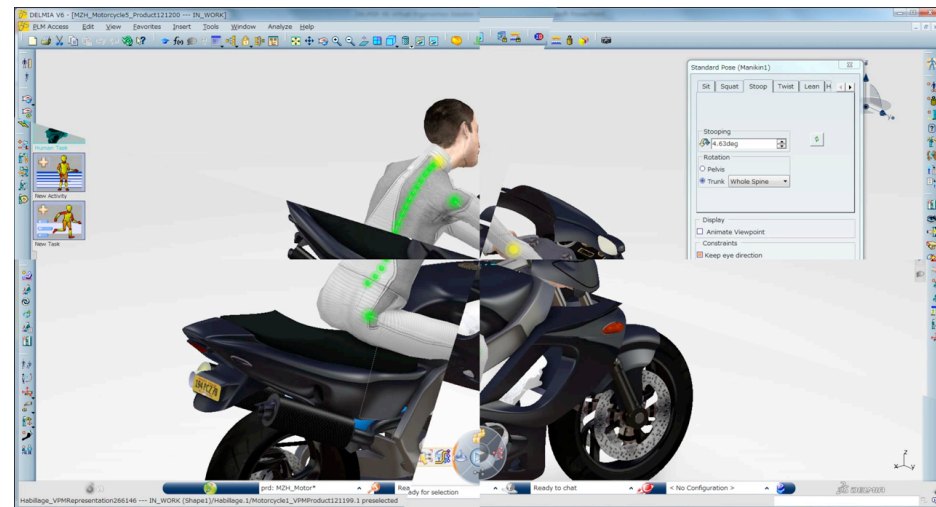 DELMIA V6 - [MZH_Motorcycle5_Product121200 --- IN_WORK]
PLM Access Edit View Favorites Insert Tools Window Analyze Help
Standard Pose (Manikin1)
Sit Squat Stoop Twist Lean H
Stooping
4.63deg
Rotation
Pelvis
Trunk Whole Spine
Display
Animate Viewpoint
Constraints
Keep eye direction
Human Task
New Activity
New Task
prd: MZH_Motor*
Rea
ady for selection
Ready to chat
< No Configuration >
DELMIA
Habillage_VPMRepresentation266146 --- IN_WORK (Shape1)/Habillage.1/Motorcycle1_VPMProduct121199.1 preselected